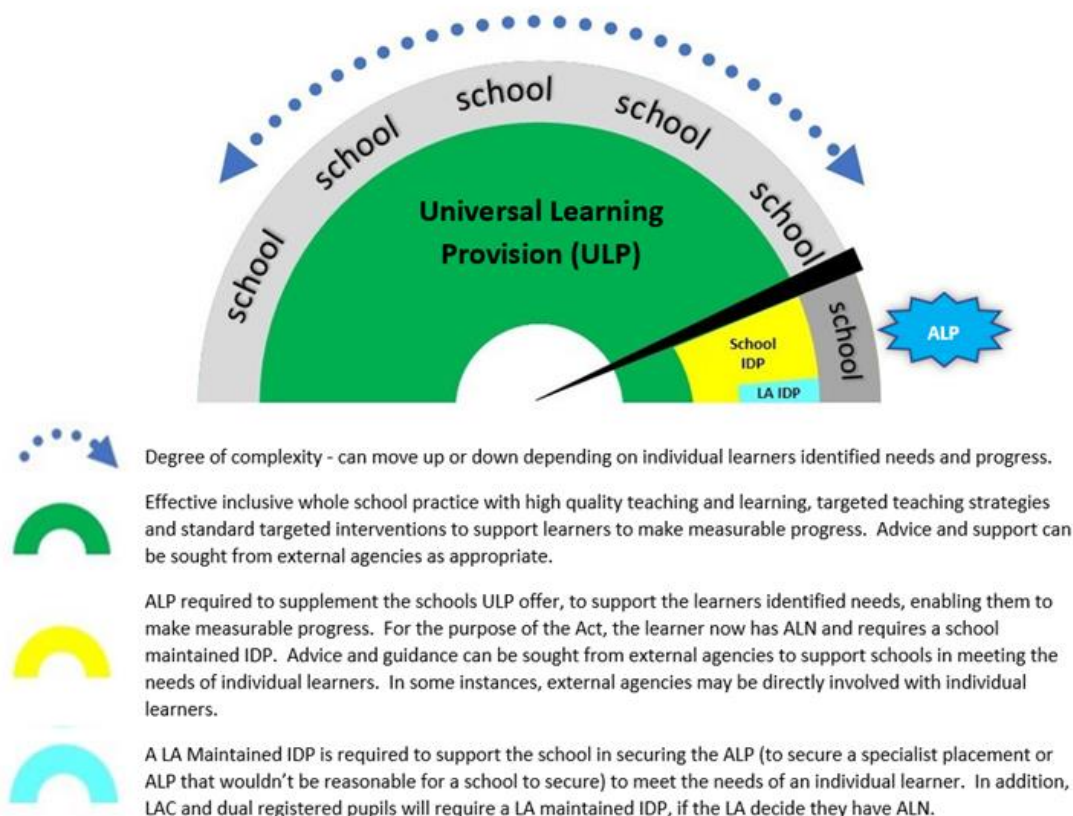 school
school
school
school
school
school
Universal Learning
Provision (ULP)
ALP
School
IDP
LA IDP
Degree of complexity - can move up or down depending on individual learners identified needs and progress.
Effective inclusive whole school practice with high quality teaching and learning, targeted teaching strategies
and standard targeted interventions to support learners to make measurable progress. Advice and support can
be sought from external agencies as appropriate.
ALP required to supplement the schools ULP offer, to support the learners identified needs, enabling them to
make measurable progress. For the purpose of the Act, the learner now has ALN and requires a school
maintained IDP. Advice and guidance can be sought from external agencies to support schools in meeting the
needs of individual learners. In some instances, external agencies may be directly involved with individual
learners.
A LA Maintained IDP is required to support the school in securing the ALP (to secure a specialist placement or
ALP that wouldn't be reasonable for a school to secure) to meet the needs of an individual learner. In addition,
LAC and dual registered pupils will require a LA maintained IDP, if the LA decide they have ALN.